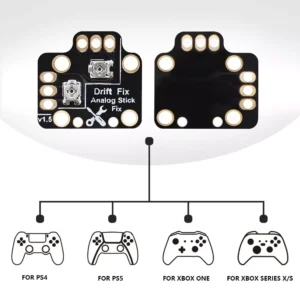 Drift Fix
Analog Stick
Fix
v1.5
FOR PS4
FOR PS5
FOR XBOX ONE
FOR XBOX SERIES X/S